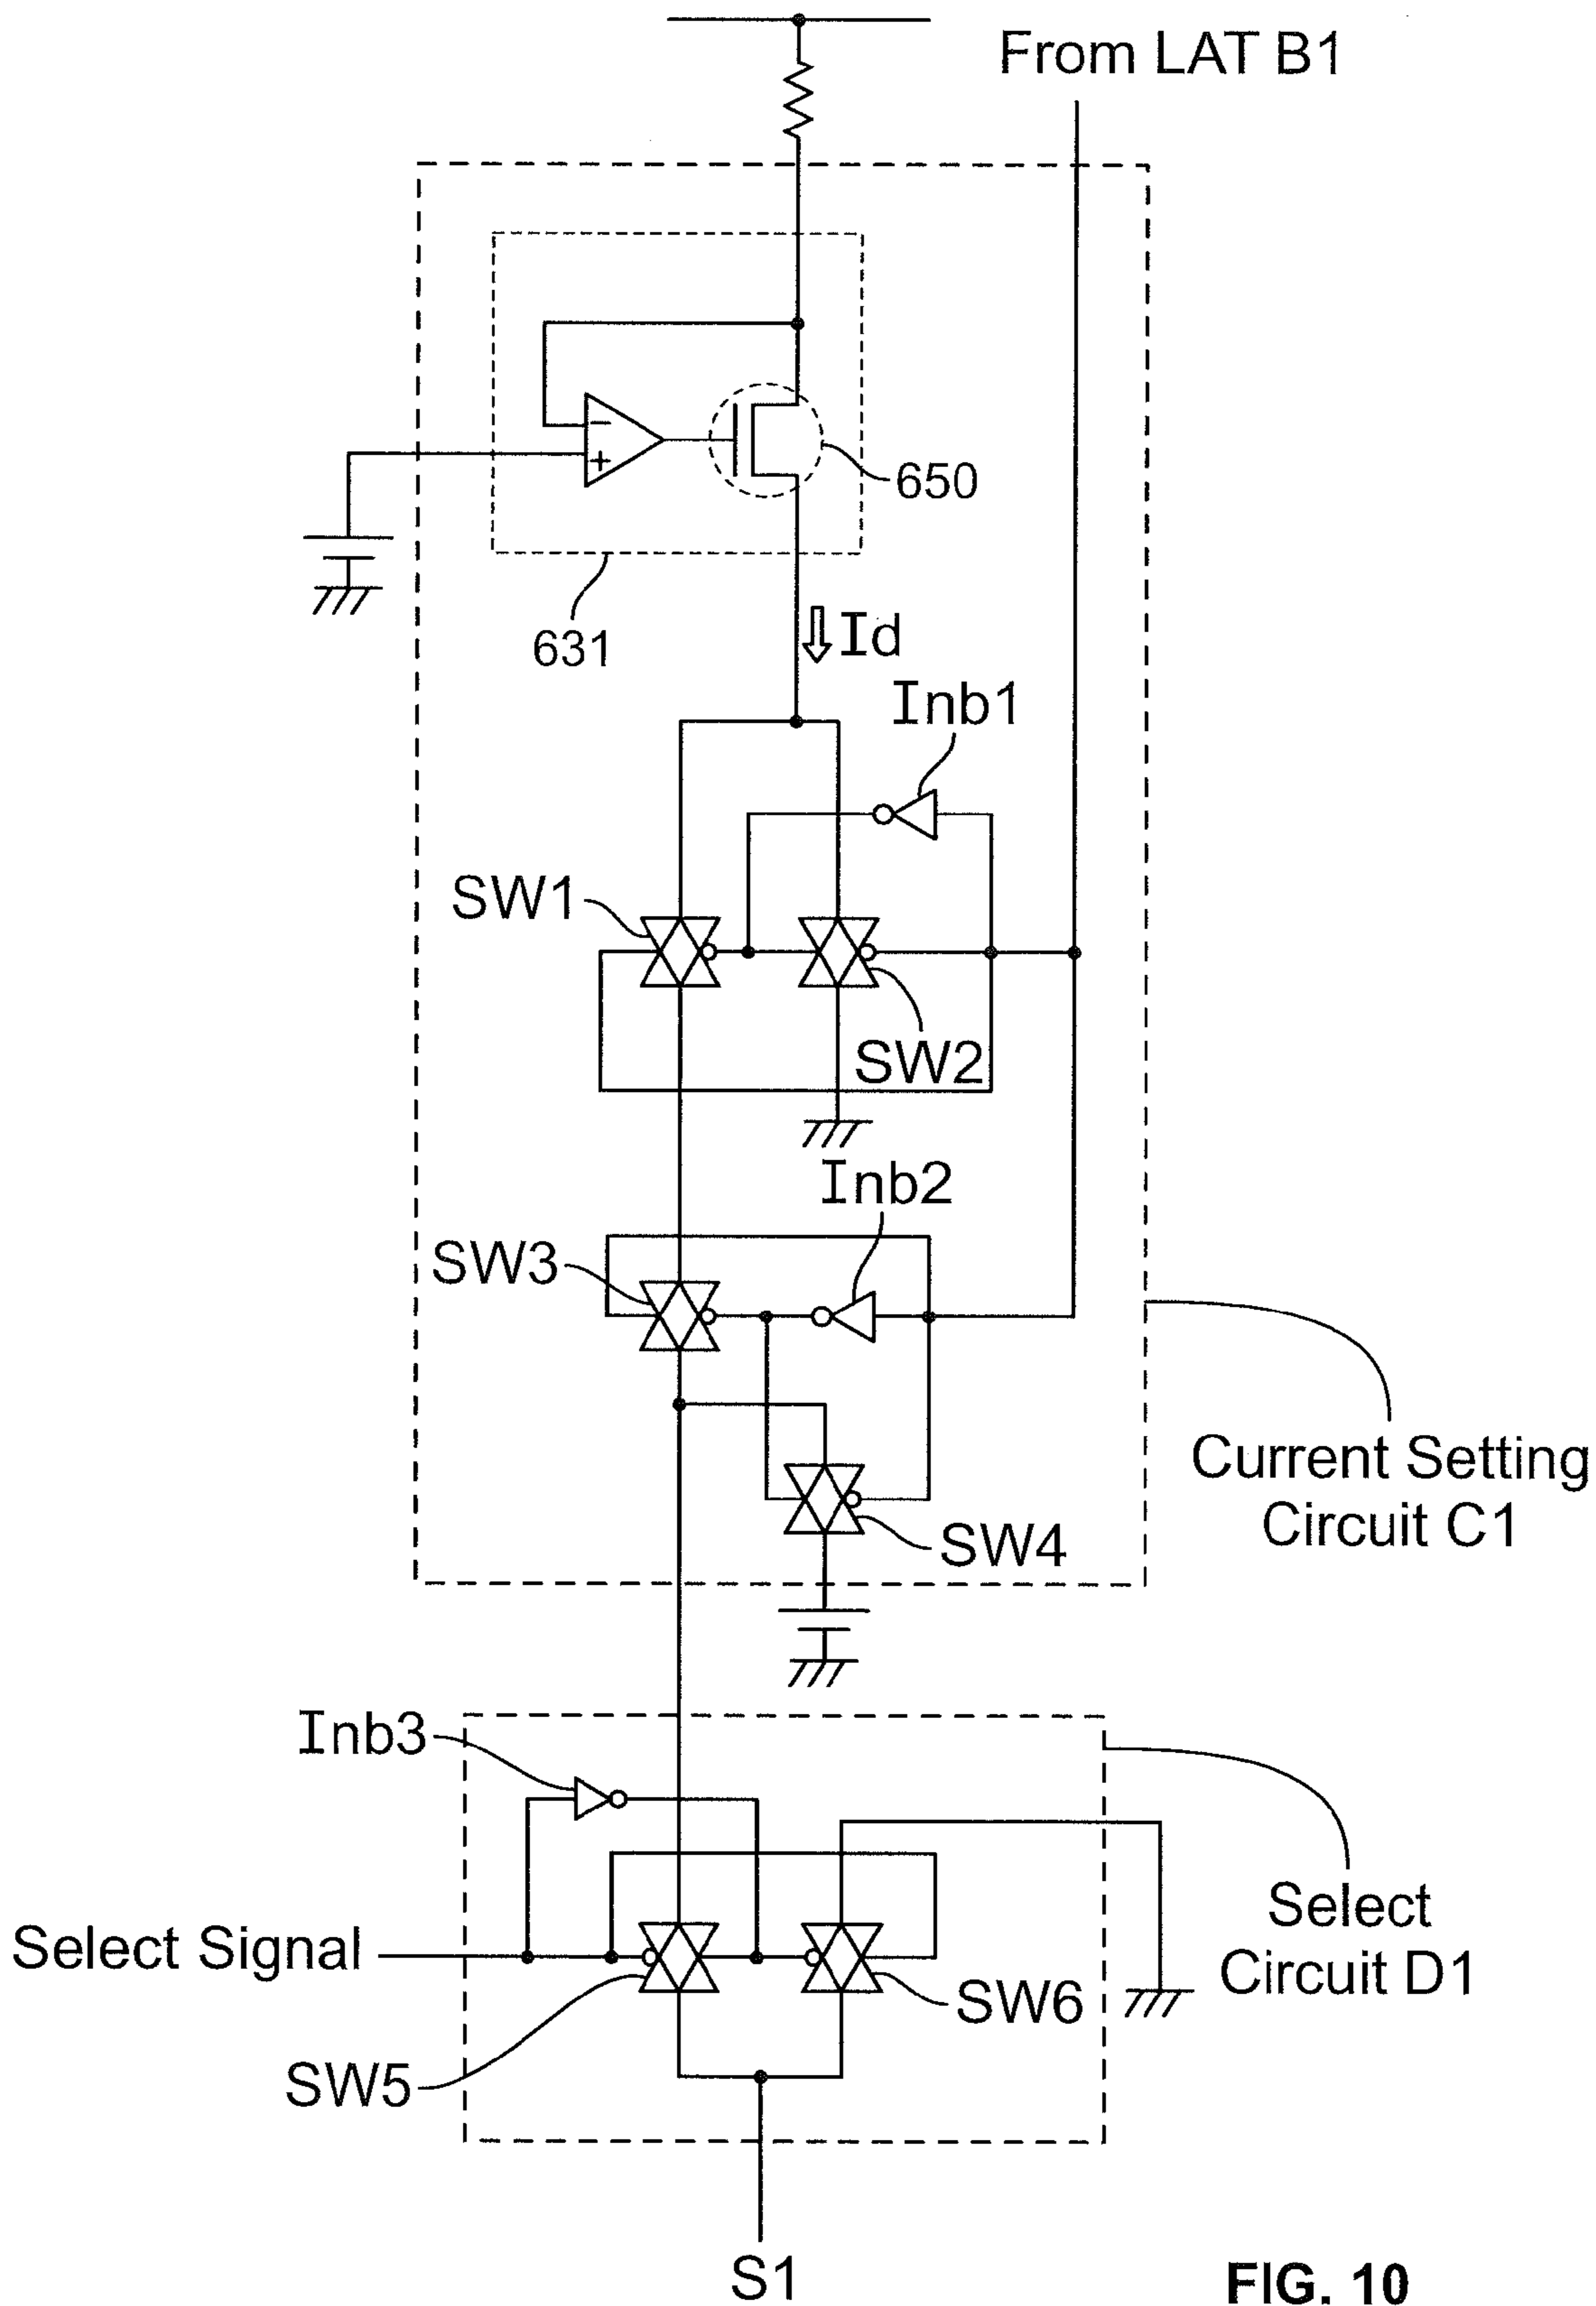 From LAT B1
650
631
Id
Inb1
SW1
SW2
Inb2
SW3
Current Setting
Circuit C1
SW4
Inb3
Select
Circuit D1
Select Signal
SW6
SW5
S1
FIG. 10